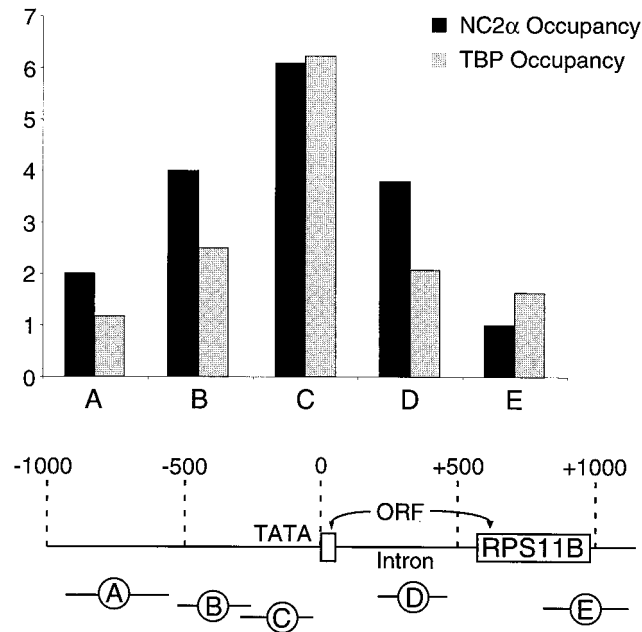 NC2α Occupancy
TBP Occupancy
7
6
5
4
3
2
1
0
A B C D E
-1000 -500 0 +500 +1000
ORF
TATA
RPS11B
Intron
A
B
C
D
E